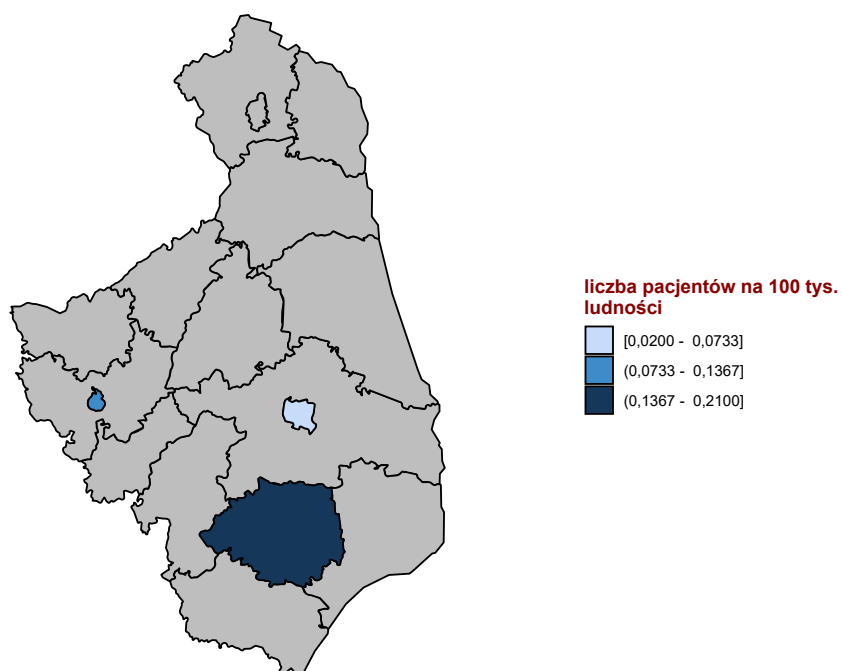 liczba pacjentów na 100 tys.
ludności
[0,0200 - 0,0733]
(0,0733 - 0,1367]
(0,1367 - 0,2100]